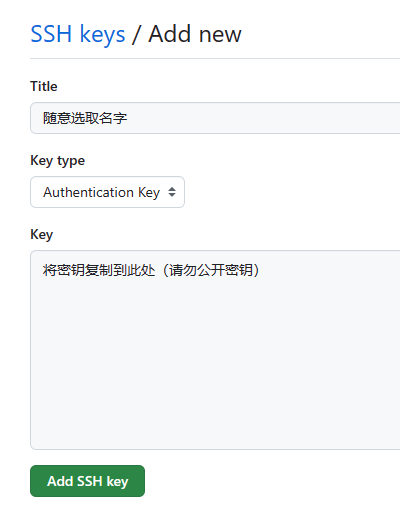 SSH keys / Add new
Title
随意选取名字
Key type
Authentication Key
Key
将密钥复制到此处（请勿公开密钥）
Add SSH key